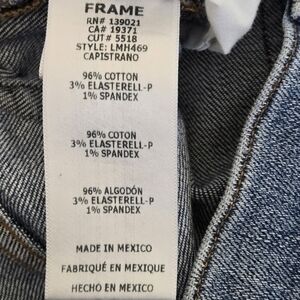 FRAME
RN# 139021
CA# 19371
CUT# 5518
STYLE: LMH469
CAPISTRANO
96% COTTON
3% ELASTERELL-P
1% SPANDEX
96% COTON
3% ELASTERELL-P
1% SPANDEX
96% ALGODÓN
3% ELASTERELL-P
1% SPANDEX
MADE IN MEXICO
FABRIQUÉ EN MEXIQUE
HECHO EN MEXICO